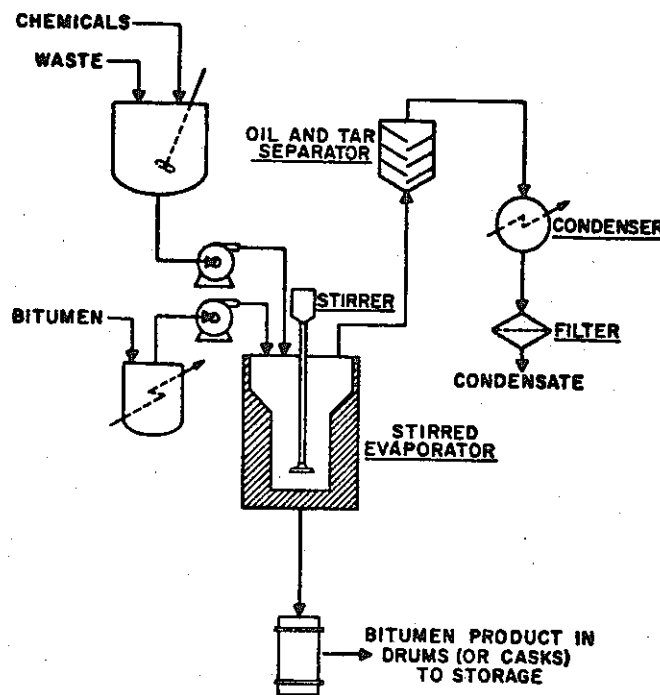 CHEMICALS
WASTE
OIL AND TAR
SEPARATOR
CONDENSER
STIRRER
BITUMEN
FILTER
CONDENSATE
STIRRED
EVAPORATOR
BITUMEN PRODUCT IN
DRUMS (OR CASKS)
TO STORAGE